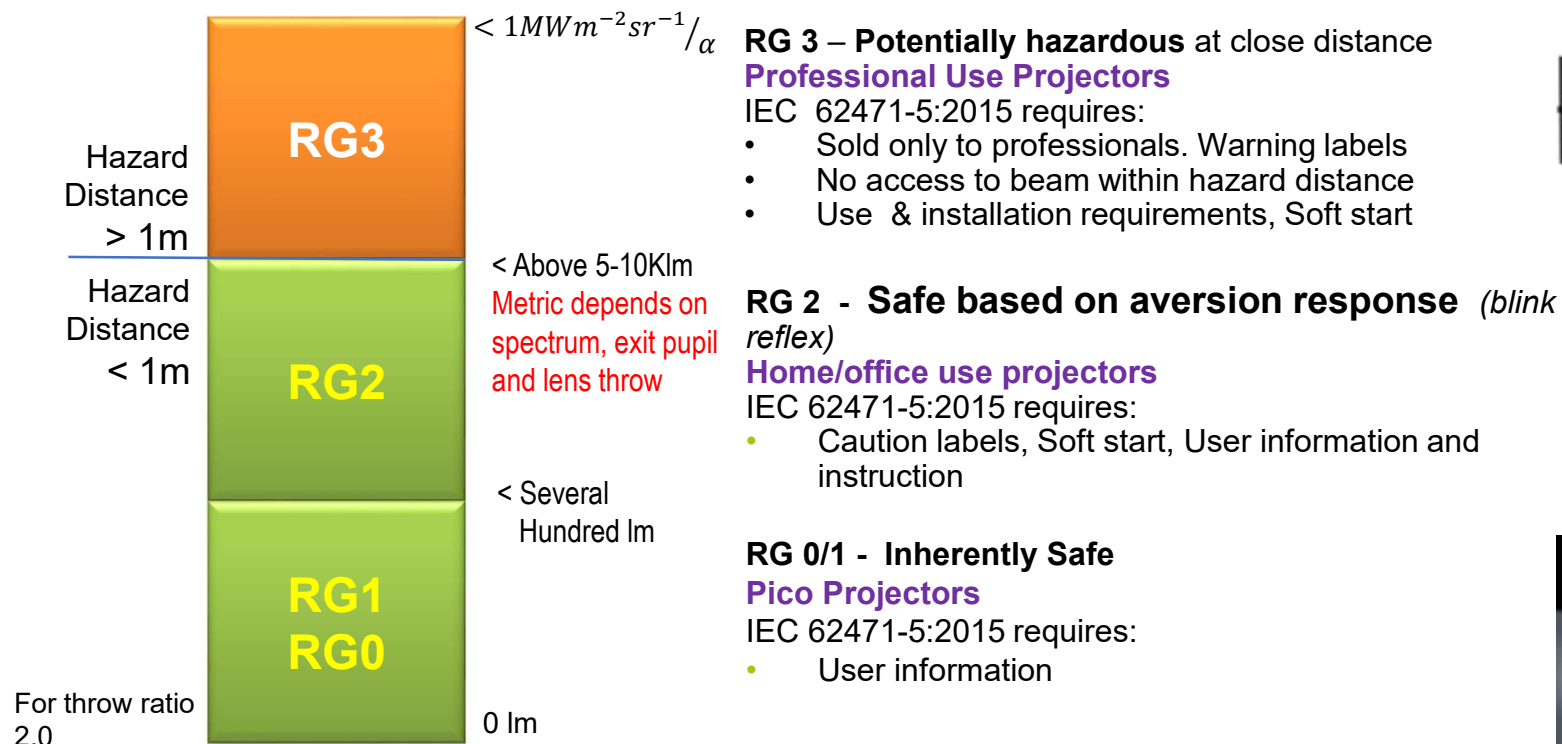 < 1MWm⁻²sr⁻¹/α
RG3
Hazard
Distance
> 1m
Hazard
Distance
< 1m
< Above 5-10Klm
Metric depends on
spectrum, exit pupil
and lens throw
RG2
< Several
Hundred lm
RG1
RG0
For throw ratio
2.0
0 lm
RG 3 – Potentially hazardous at close distance
Professional Use Projectors
IEC 62471-5:2015 requires:
• Sold only to professionals. Warning labels
• No access to beam within hazard distance
• Use & installation requirements, Soft start
RG 2 - Safe based on aversion response (blink
reflex)
Home/office use projectors
IEC 62471-5:2015 requires:
• Caution labels, Soft start, User information and
instruction
RG 0/1 - Inherently Safe
Pico Projectors
IEC 62471-5:2015 requires:
• User information